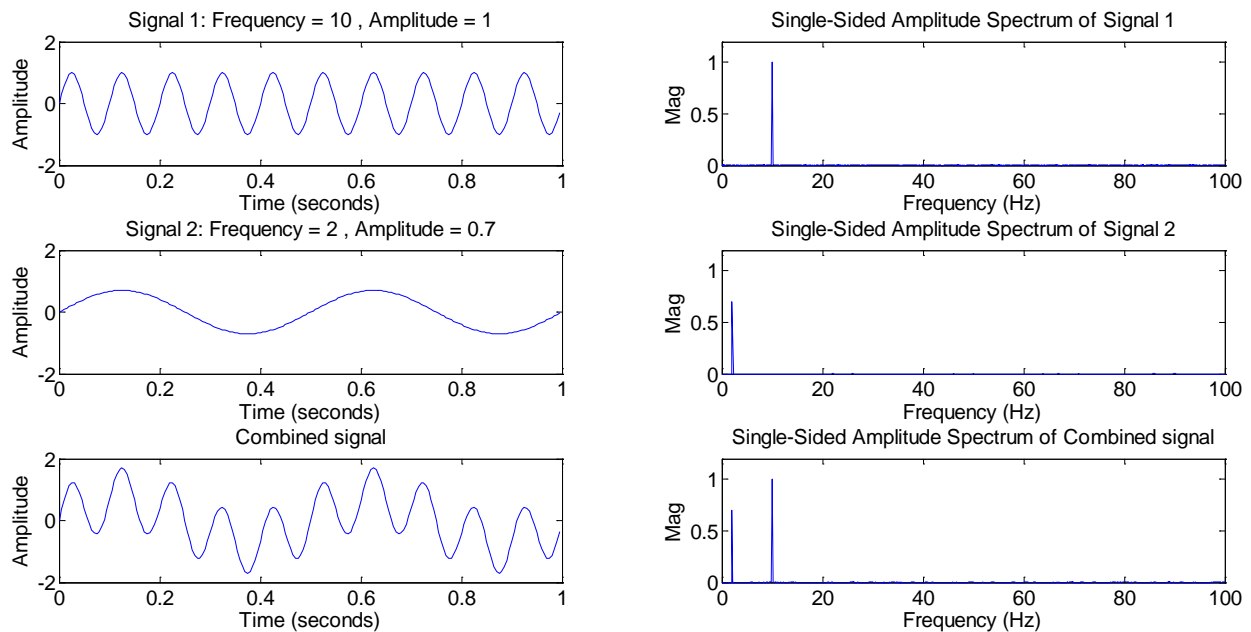 Signal 1: Frequency = 10 , Amplitude = 1
2
0
-2
Amplitude
0 0.2 0.4 0.6 0.8 1
Time (seconds)
Single-Sided Amplitude Spectrum of Signal 1
1
0.5
0
Mag
0 20 40 60 80 100
Frequency (Hz)
Signal 2: Frequency = 2 , Amplitude = 0.7
2
0
-2
Amplitude
0 0.2 0.4 0.6 0.8 1
Time (seconds)
Single-Sided Amplitude Spectrum of Signal 2
1
0.5
0
Mag
0 20 40 60 80 100
Frequency (Hz)
Combined signal
2
0
-2
Amplitude
0 0.2 0.4 0.6 0.8 1
Time (seconds)
Single-Sided Amplitude Spectrum of Combined signal
1
0.5
0
Mag
0 20 40 60 80 100
Frequency (Hz)